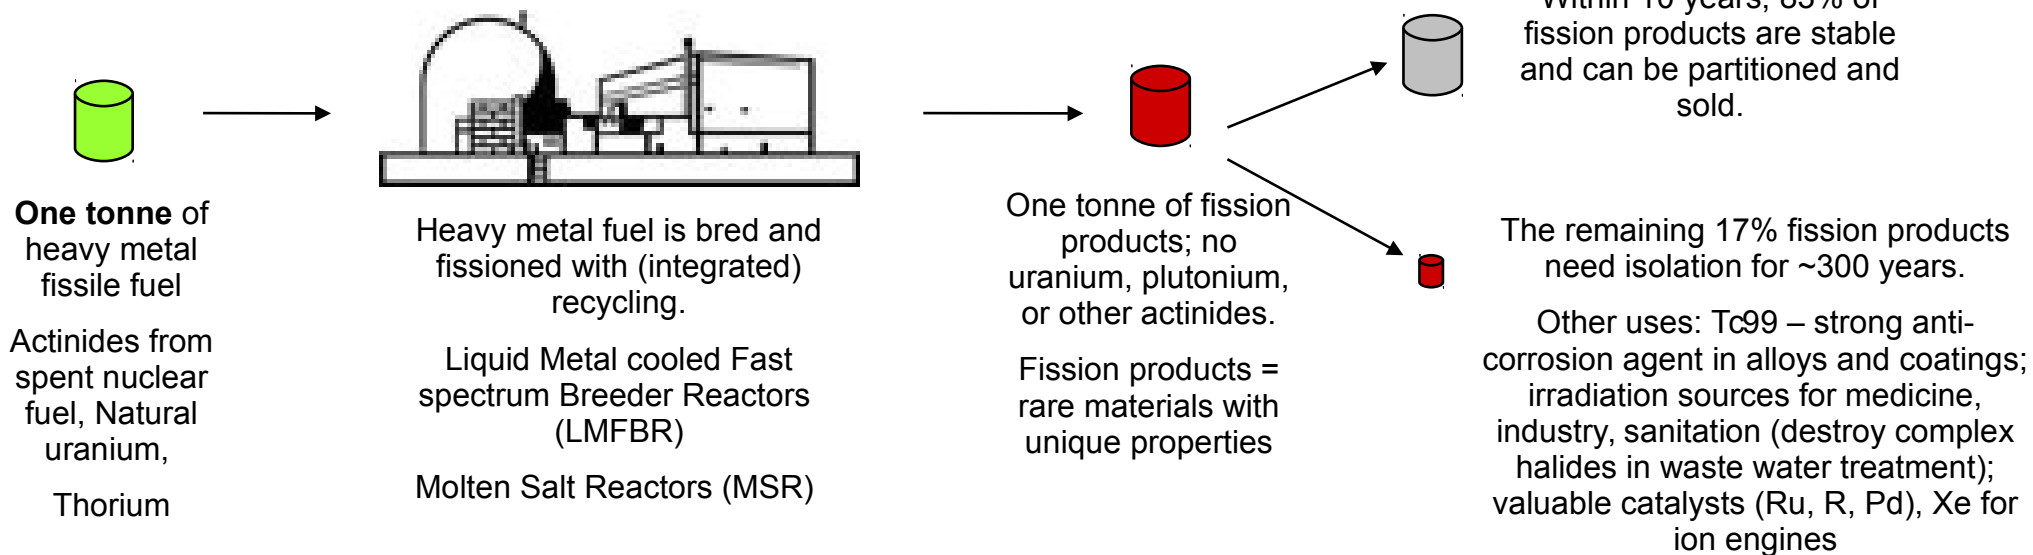 One tonne of
heavy metal
fissile fuel
Actinides from
spent nuclear
fuel, Natural
uranium,
Thorium
Heavy metal fuel is bred and
fissioned with (integrated)
recycling.
Liquid Metal cooled Fast
spectrum Breeder Reactors
(LMFBR)
Molten Salt Reactors (MSR)
One tonne of fission
products; no
uranium, plutonium,
or other actinides.
Fission products =
rare materials with
unique properties
Within 10 years, 83% of
fission products are stable
and can be partitioned and
sold.
The remaining 17% fission products
need isolation for ~300 years.
Other uses: Tc99 – strong anti-
corrosion agent in alloys and coatings;
irradiation sources for medicine,
industry, sanitation (destroy complex
halides in waste water treatment);
valuable catalysts (Ru, R, Pd), Xe for
ion engines